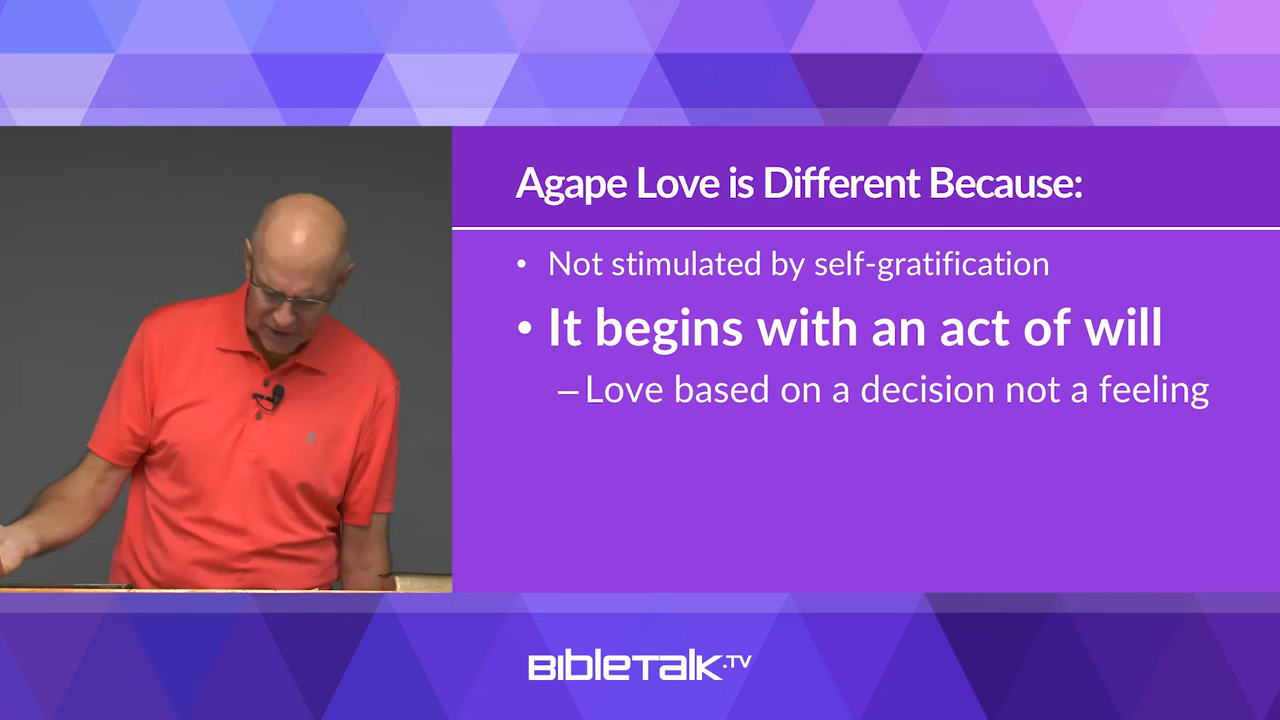 Agape Love is Different Because:
• Not stimulated by self-gratification
• It begins with an act of will
– Love based on a decision not a feeling
BIBLETALK.TV